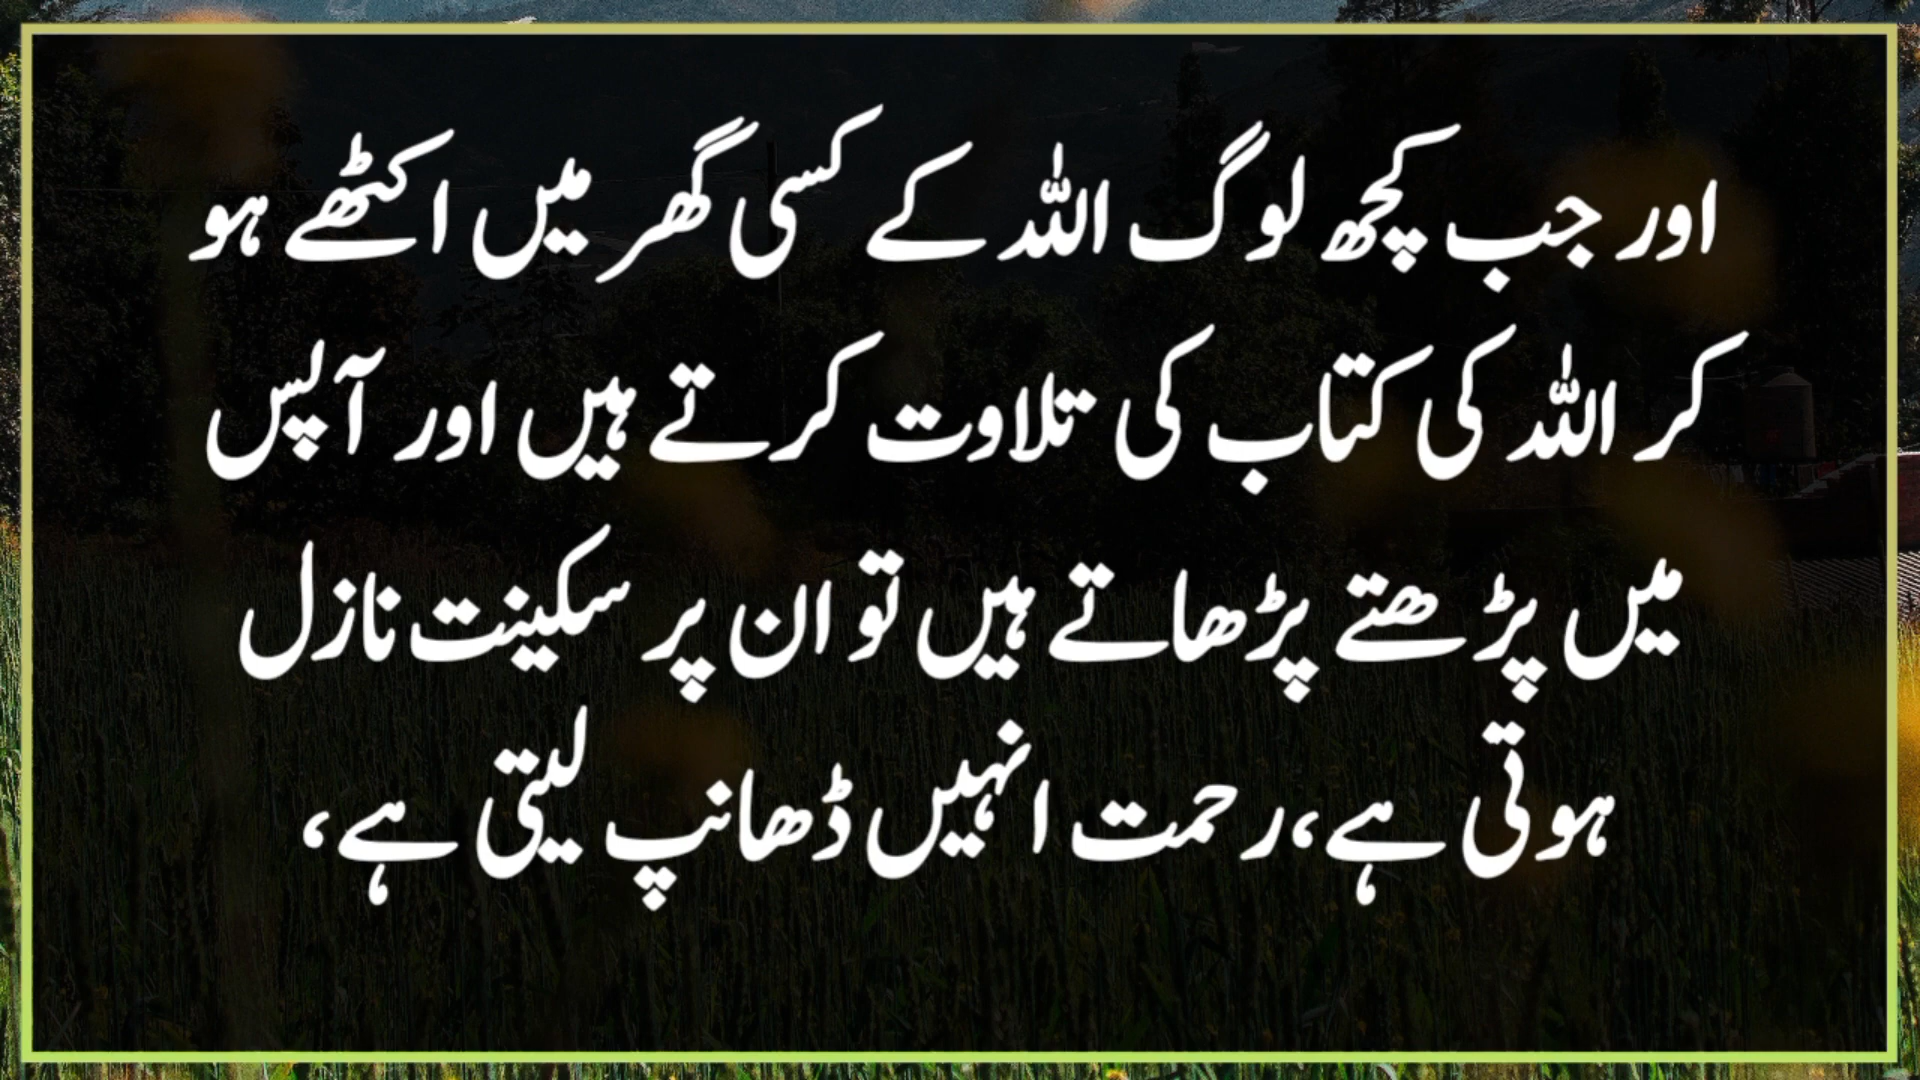 اور جب کچھ لوگ اللہ کے کسی گھر میں اکٹھے ہو
کر اللہ کی کتاب کی تلاوت کرتے ہیں اور آپس
میں پڑھتے پڑھاتے ہیں تو ان پر سکینت نازل
ہوتی ہے، رحمت انہیں ڈھانپ لیتی ہے،